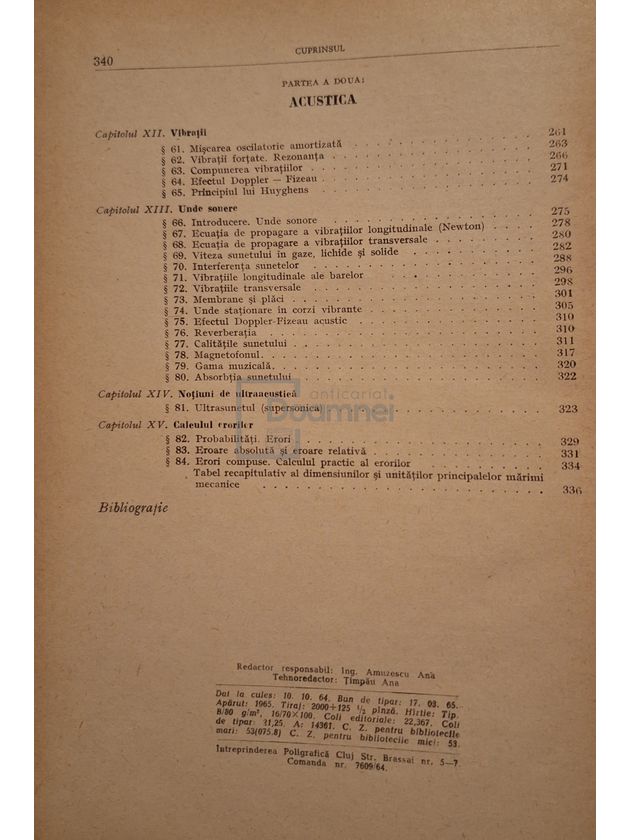 340
CUPRINSUL
PARTEA A DOUA:
ACUSTICA
Capitolul XII. Vibrații
§ 61. Mișcarea oscilatorie amortizată . . . 261
§ 62. Vibrații forțate. Rezonanța . . . 263
§ 63. Compunerea vibrațiilor . . . 266
§ 64. Efectul Doppler — Fizeau . . . 271
§ 65. Principiul lui Huyghens . . . 274
Capitolul XIII. Unde sonore
§ 66. Introducere. Unde sonore . . . 275
§ 67. Ecuația de propagare a vibrațiilor longitudinale (Newton) . . . 278
§ 68. Ecuația de propagare a vibrațiilor transversale . . . 280
§ 69. Viteza sunetului în gaze, lichide și solide . . . 282
§ 70. Interferența sunetelor . . . 288
§ 71. Vibrațiile longitudinale ale barelor . . . 296
§ 72. Vibrațiile transversale . . . 298
§ 73. Membrane și plăci . . . 301
§ 74. Unde staționare in corzi vibrante . . . 305
§ 75. Efectul Doppler-Fizeau acustic . . . 310
§ 76. Reverberația . . . 310
§ 77. Calitățile sunetului . . . 311
§ 78. Magnetofonul . . . 317
§ 79. Gama muzicală . . . 320
§ 80. Absorbția sunetului . . . 322
Capitolul XIV. Noțiuni de ultraacustică
§ 81. Ultrasunetul (supersonica) . . . 323
Capitolul XV. Calculul erorilor
§ 82. Probabilități. Erori . . . 329
§ 83. Eroare absolută și eroare relativă . . . 331
§ 84. Erori compuse. Calculul practic al erorilor . . . 334
Tabel recapitulativ al dimensiunilor și unităților principalelor mărimi
mecanice . . . 336
Bibliografie
anticariat
Doamnei
Redactor responsabil: Ing. Amuzescu Ana
Tehnoredactor: Țimpău Ana
Dat la cules: 10. 10. 64. Bun de tipar: 17. 03. 65.
Apărut: 1965. Tiraj: 2000+125 1/2 pînză. Hîrtie: Tip.
B/80 g/m², 16/70×100. Coli editoriale: 22,367. Coli
de tipar: 21,25. A: 14361. C. Z. pentru bibliotecile
mari: 53(075.8) C. Z. pentru bibliotecile mici: 53.
Intreprinderea Poligrafică Cluj Str. Brassai nr. 5—7
Comanda nr. 7609/64.